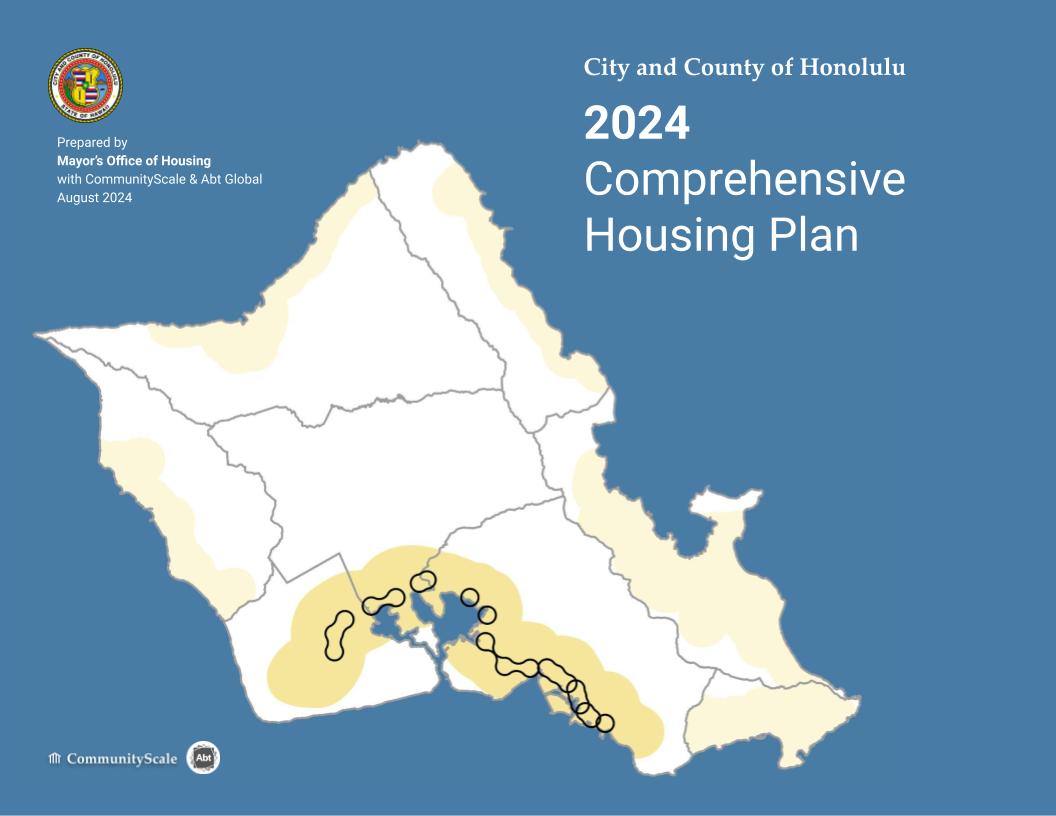 CITY AND COUNTY OF HONOLULU
STATE OF HAWAII
Prepared by
Mayor's Office of Housing
with CommunityScale & Abt Global
August 2024
City and County of Honolulu
2024
Comprehensive
Housing Plan
CommunityScale
Abt